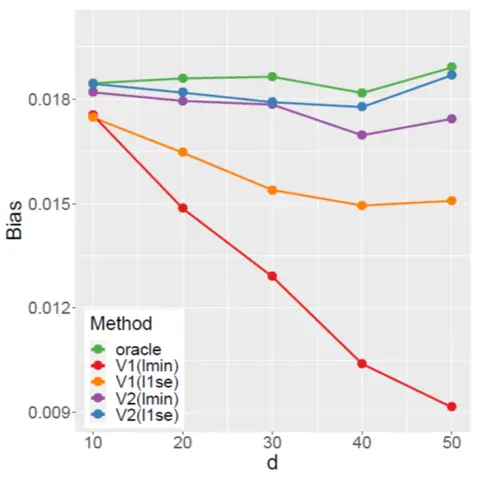 Bias
0.018
0.015
0.012
0.009
Method
oracle
V1(lmin)
V1(l1se)
V2(lmin)
V2(l1se)
10 20 30 40 50
d